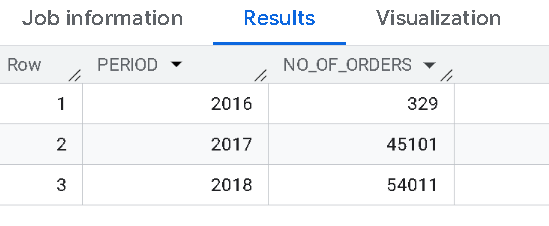 Job information Results Visualization
Row PERIOD NO_OF_ORDERS
1 2016 329
2 2017 45101
3 2018 54011